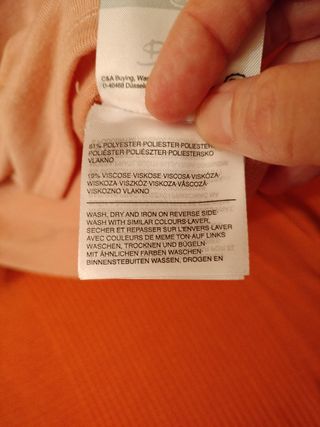 C&A Buying, Wan
D-40468 Düssel
81% POLYESTER·POLIESTER·POLIESTER·
POLIÉSTER·POLIÉSZTER·POLIESTERSKO
VLAKNO
19% VISCOSE·VISKOSE·VISCOSA·VISKÓZA·
WISKOZA·VISZKÓZ·VISKOZA·VÂSCOZĂ·
VISKOZNO VLAKNO
WASH, DRY AND IRON ON REVERSE SIDE·
WASH WITH SIMILAR COLOURS·LAVER,
SECHER ET REPASSER SUR L'ENVERS·LAVER
AVEC COULEURS DE MEME TON·AUF LINKS
WASCHEN, TROCKNEN UND BÜGELN·
MIT ÄHNLICHEN FARBEN WASCHEN·
BINNENSTEBUITEN WASSEN, DROGEN EN